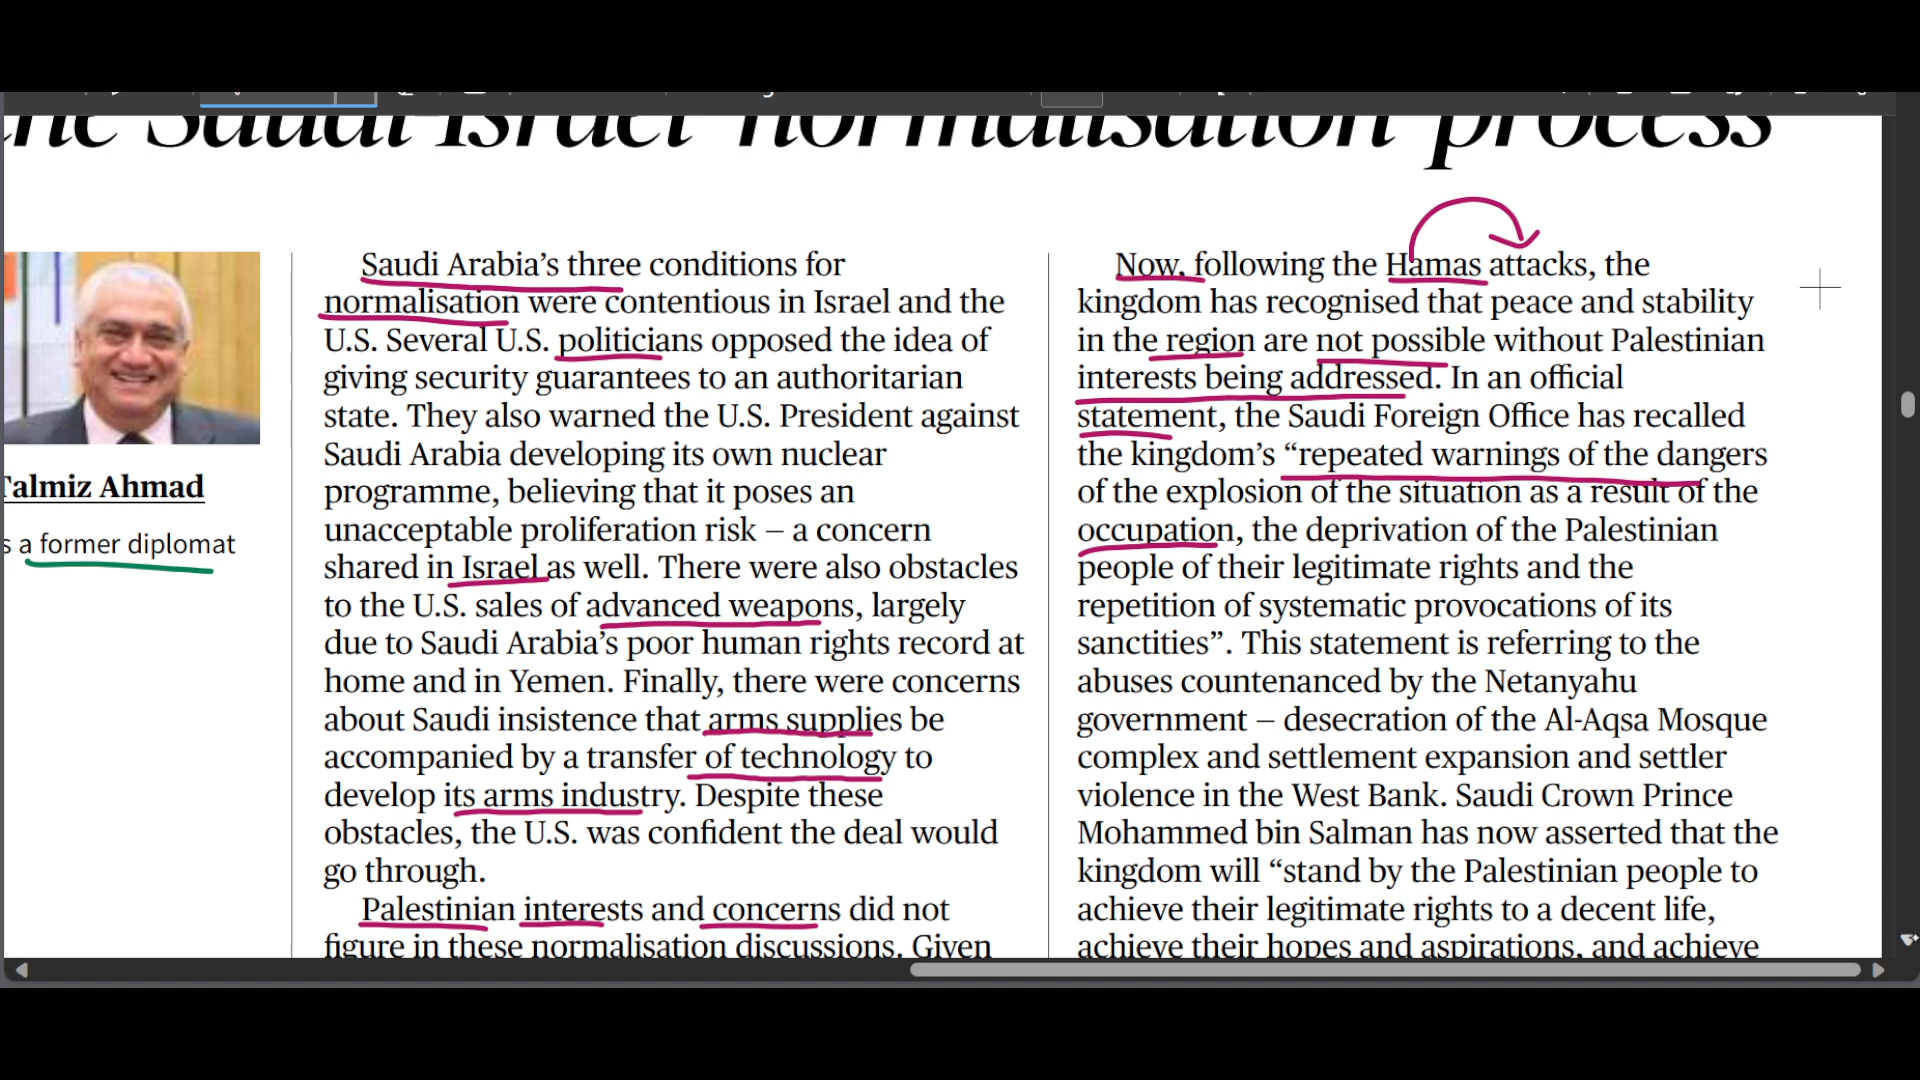 the Saudi-Israel 'normalisation' process
Talmiz Ahmad
s a former diplomat
Saudi Arabia’s three conditions for
normalisation were contentious in Israel and the
U.S. Several U.S. politicians opposed the idea of
giving security guarantees to an authoritarian
state. They also warned the U.S. President against
Saudi Arabia developing its own nuclear
programme, believing that it poses an
unacceptable proliferation risk – a concern
shared in Israel as well. There were also obstacles
to the U.S. sales of advanced weapons, largely
due to Saudi Arabia’s poor human rights record at
home and in Yemen. Finally, there were concerns
about Saudi insistence that arms supplies be
accompanied by a transfer of technology to
develop its arms industry. Despite these
obstacles, the U.S. was confident the deal would
go through.
Palestinian interests and concerns did not
figure in these normalisation discussions. Given
Now, following the Hamas attacks, the
kingdom has recognised that peace and stability
in the region are not possible without Palestinian
interests being addressed. In an official
statement, the Saudi Foreign Office has recalled
the kingdom’s “repeated warnings of the dangers
of the explosion of the situation as a result of the
occupation, the deprivation of the Palestinian
people of their legitimate rights and the
repetition of systematic provocations of its
sanctities”. This statement is referring to the
abuses countenanced by the Netanyahu
government – desecration of the Al-Aqsa Mosque
complex and settlement expansion and settler
violence in the West Bank. Saudi Crown Prince
Mohammed bin Salman has now asserted that the
kingdom will “stand by the Palestinian people to
achieve their legitimate rights to a decent life,
achieve their hopes and aspirations, and achieve